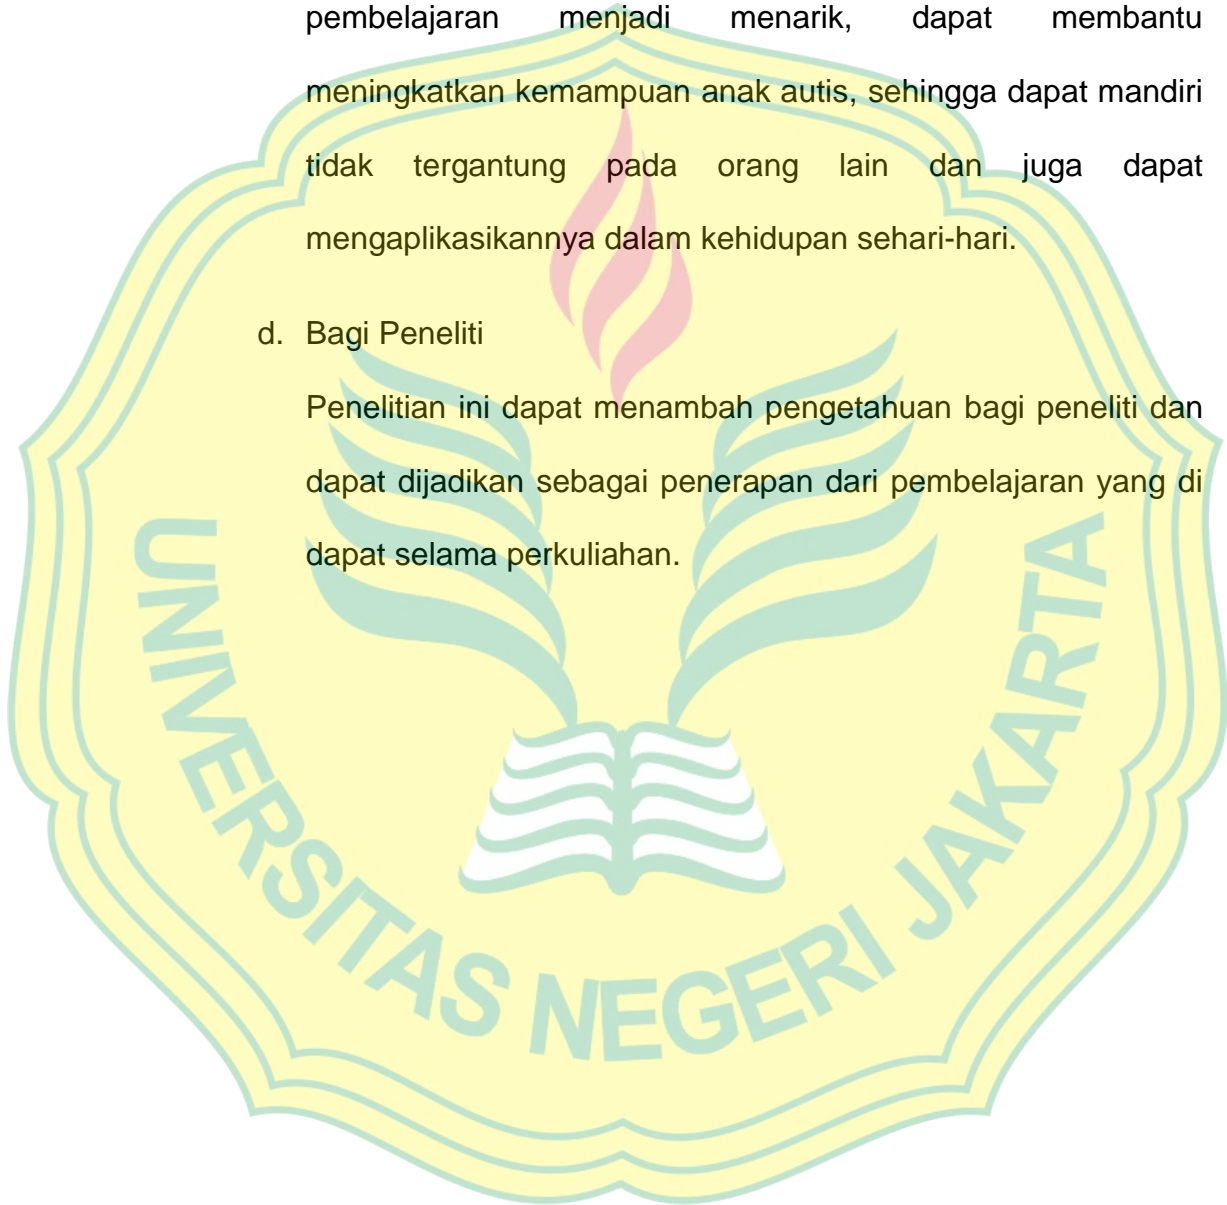 pembelajaran menjadi menarik, dapat membantu
meningkatkan kemampuan anak autis, sehingga dapat mandiri
tidak tergantung pada orang lain dan juga dapat
mengaplikasikannya dalam kehidupan sehari-hari.
d. Bagi Peneliti
Penelitian ini dapat menambah pengetahuan bagi peneliti dan
dapat dijadikan sebagai penerapan dari pembelajaran yang di
dapat selama perkuliahan.
UNIVERSITAS NEGERI JAKARTA